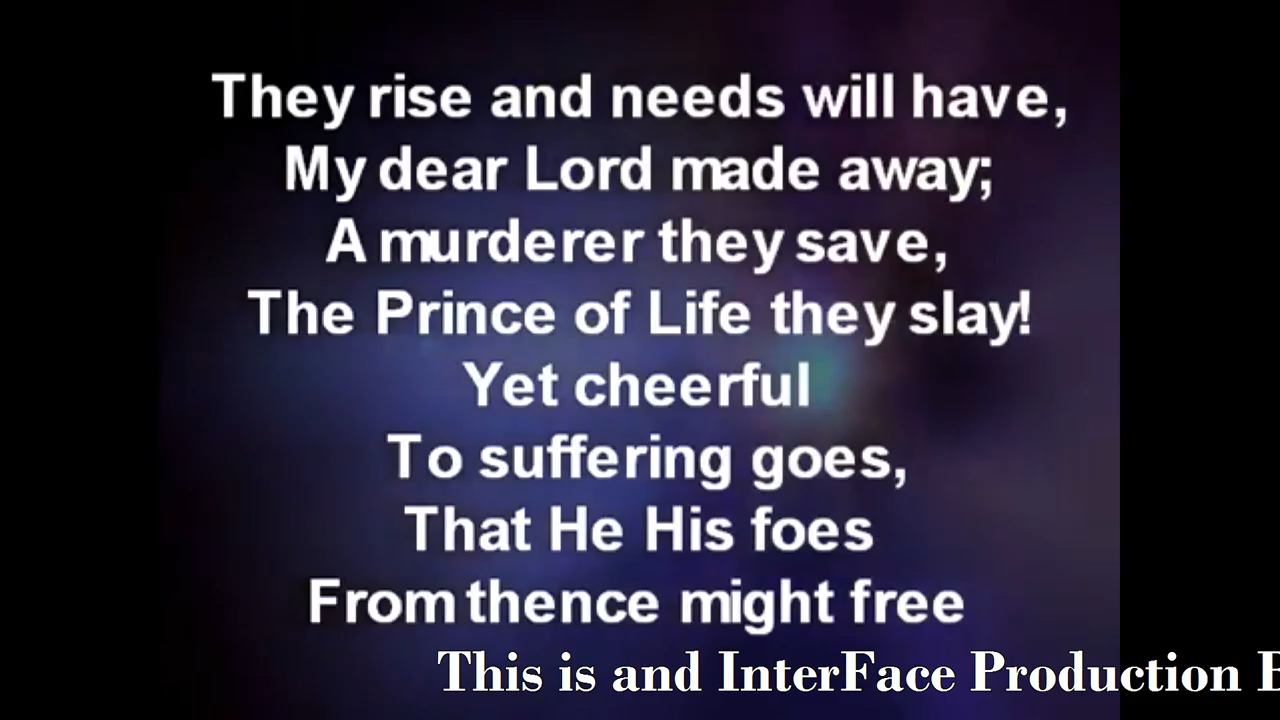 They rise and needs will have,
My dear Lord made away;
A murderer they save,
The Prince of Life they slay!
Yet cheerful
To suffering goes,
That He His foes
From thence might free
This is and InterFace Production